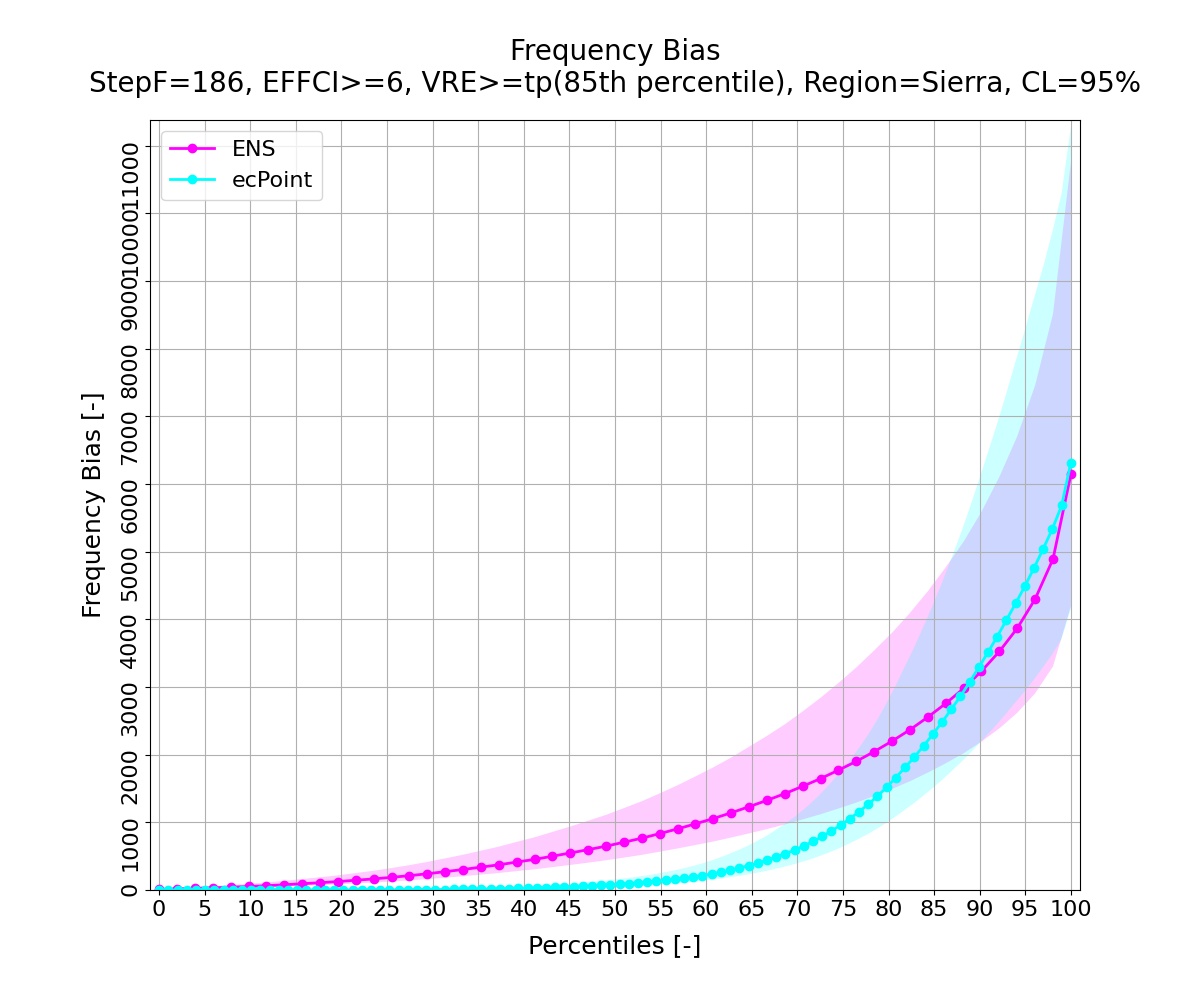 Frequency Bias
StepF=186, EFFCI>=6, VRE>=tp(85th percentile), Region=Sierra, CL=95%
ENS
ecPoint
11000
10000
9000
8000
7000
6000
5000
4000
3000
2000
1000
0
Frequency Bias [-]
0 5 10 15 20 25 30 35 40 45 50 55 60 65 70 75 80 85 90 95 100
Percentiles [-]